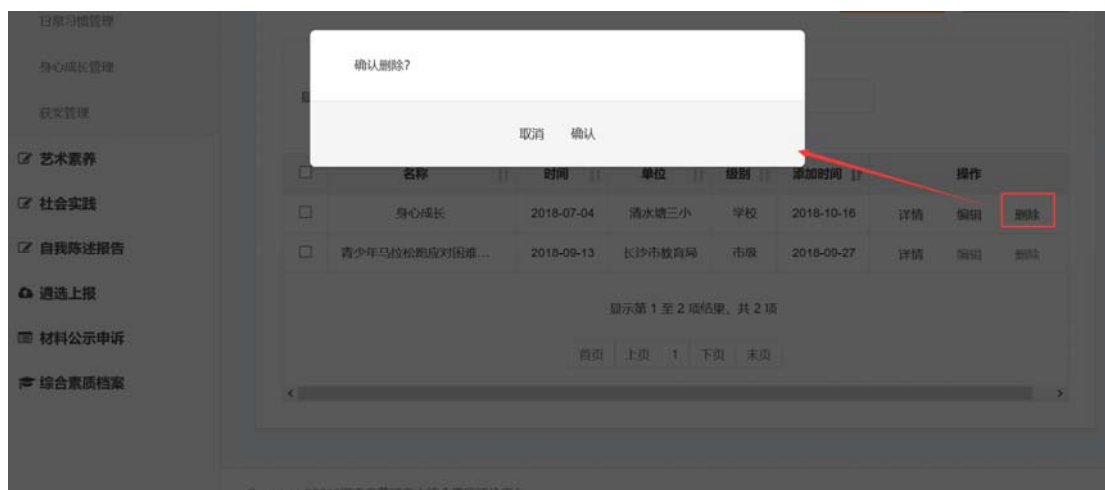 日常习惯管理
身心成长管理
获奖管理
艺术素养
社会实践
自我陈述报告
遴选上报
材料公示申诉
综合素质档案
确认删除?
取消 确认
名称 时间 单位 级别 添加时间 操作
身心成长 2018-07-04 清水塘三小 学校 2018-10-16 详情 编辑 删除
青少年马拉松跑应对困难... 2018-09-13 长沙市教育局 市级 2018-09-27 详情 编辑 删除
显示第 1 至 2 项结果, 共 2 项
首页 上页 1 下页 末页